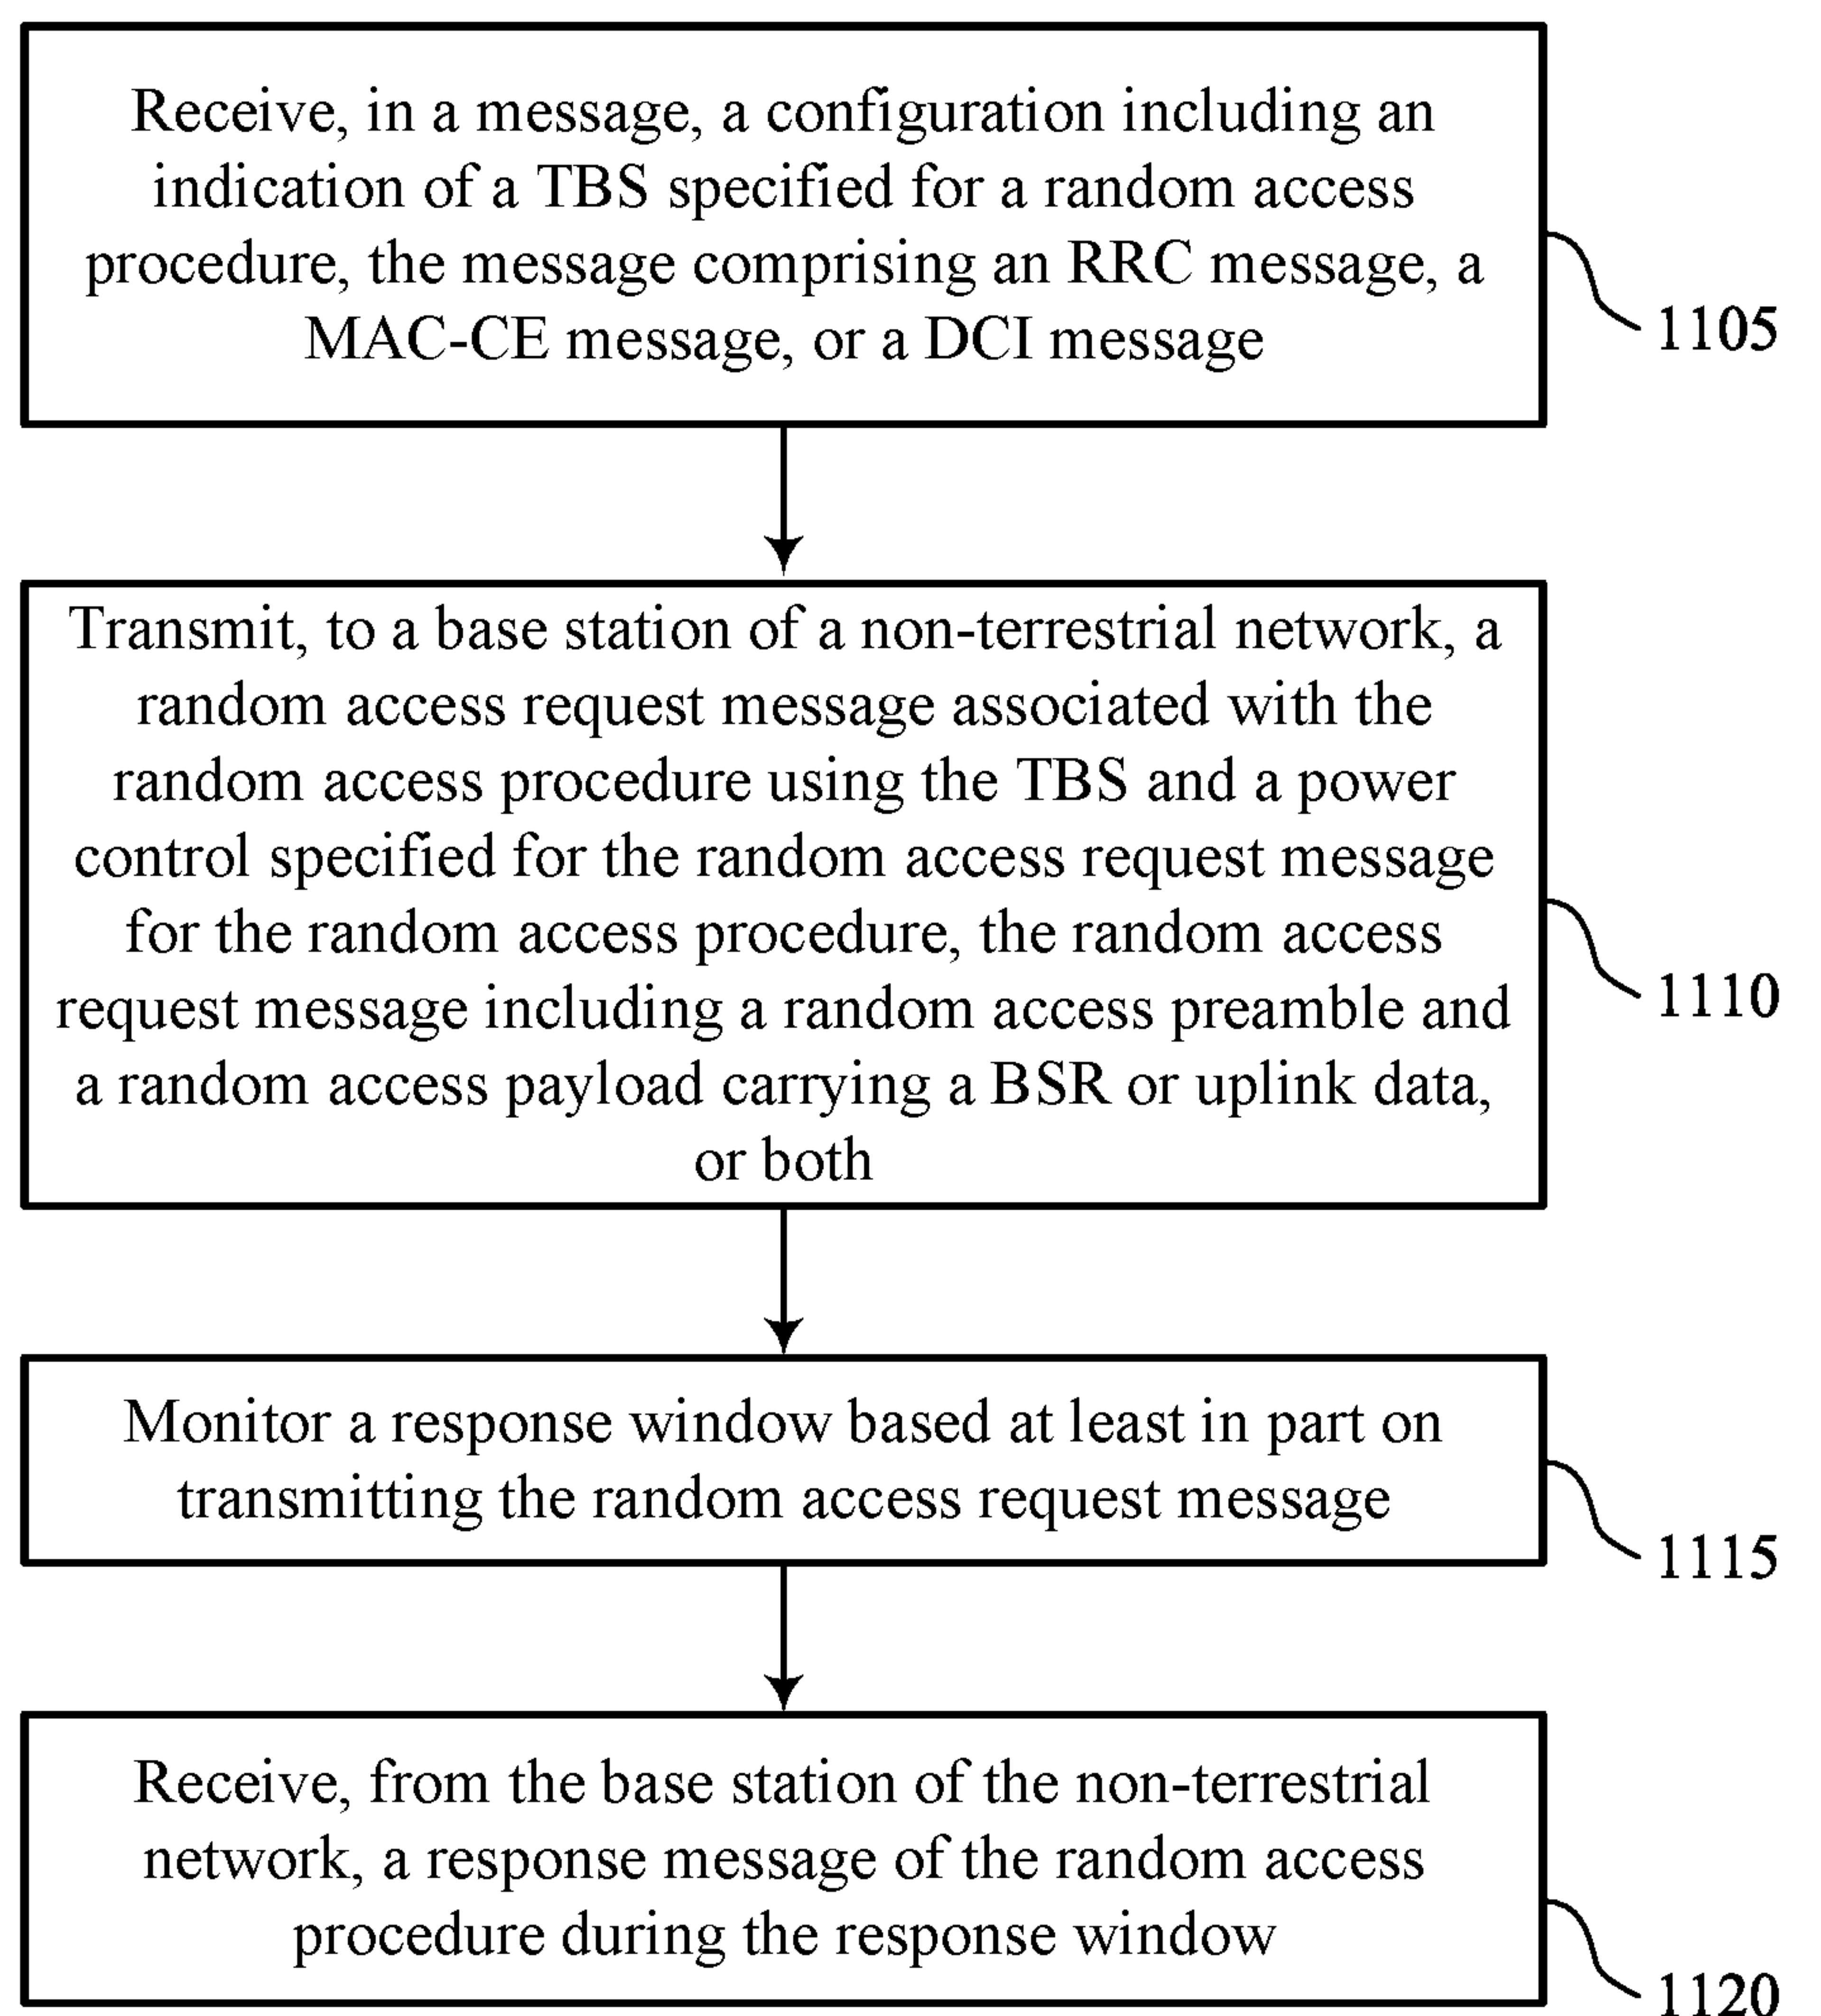 Receive, in a message, a configuration including an
indication of a TBS specified for a random access
procedure, the message comprising an RRC message, a
MAC-CE message, or a DCI message
1105
Transmit, to a base station of a non-terrestrial network, a
random access request message associated with the
random access procedure using the TBS and a power
control specified for the random access request message
for the random access procedure, the random access
request message including a random access preamble and
a random access payload carrying a BSR or uplink data,
or both
1110
Monitor a response window based at least in part on
transmitting the random access request message
1115
Receive, from the base station of the non-terrestrial
network, a response message of the random access
procedure during the response window
1120